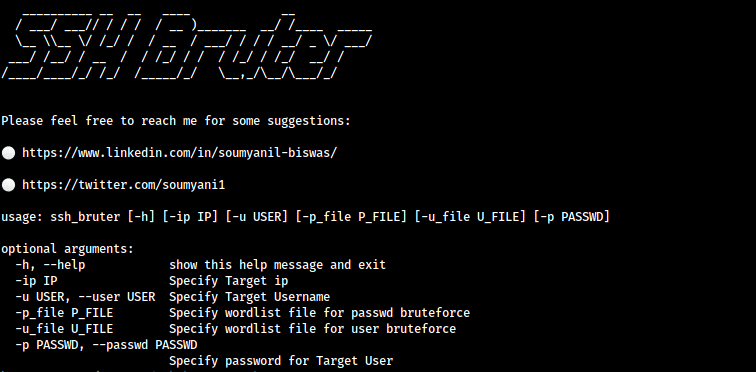 SSH Bruter
Please feel free to reach me for some suggestions:
https://www.linkedin.com/in/soumyanil-biswas/
https://twitter.com/soumyani1
usage: ssh_bruter [-h] [-ip IP] [-u USER] [-p_file P_FILE] [-u_file U_FILE] [-p PASSWD]
optional arguments:
-h, --help show this help message and exit
-ip IP Specify Target ip
-u USER, --user USER Specify Target Username
-p_file P_FILE Specify wordlist file for passwd bruteforce
-u_file U_FILE Specify wordlist file for user bruteforce
-p PASSWD, --passwd PASSWD
Specify password for Target User